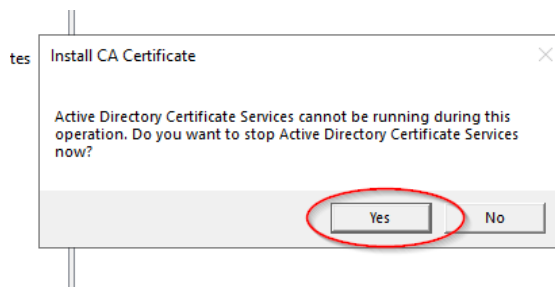 tes
Install CA Certificate
Active Directory Certificate Services cannot be running during this
operation. Do you want to stop Active Directory Certificate Services
now?
Yes No